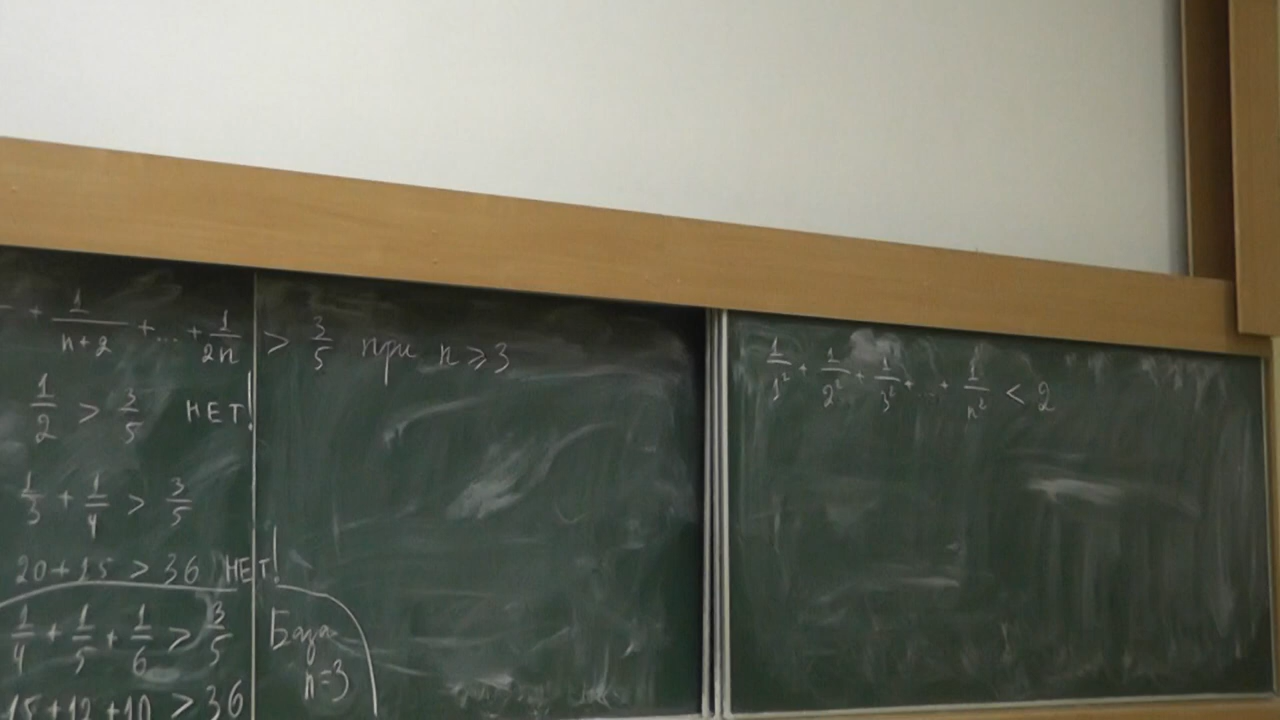 + 1/(n+2) + ... + 1/(2n) > 3/5 при n ≥ 3
1/2 > 3/5 НЕТ!
1/3 + 1/4 > 3/5
20+15 > 36 НЕТ!
1/4 + 1/5 + 1/6 > 3/5
15+12+10 > 36
База
n=3
1/1² + 1/2² + 1/3² + ... + 1/n² < 2